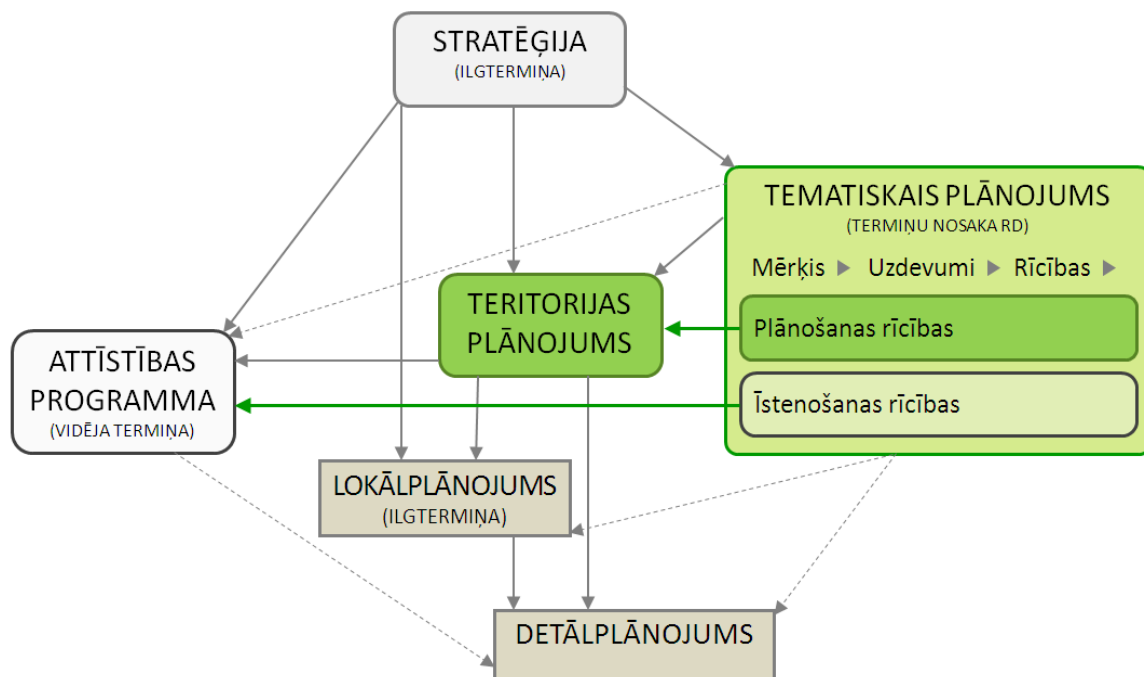 STRATĒĢIJA
(ILGTERMIŅA)
TEMATISKAIS PLĀNOJUMS
(TERMIŅU NOSAKA RD)
Mērķis Uzdevumi Rīcības
Plānošanas rīcības
Īstenošanas rīcības
TERITORIJAS
PLĀNOJUMS
ATTĪSTĪBAS
PROGRAMMA
(VIDĒJA TERMIŅA)
LOKĀLPLĀNOJUMS
(ILGTERMIŅA)
DETĀLPLĀNOJUMS